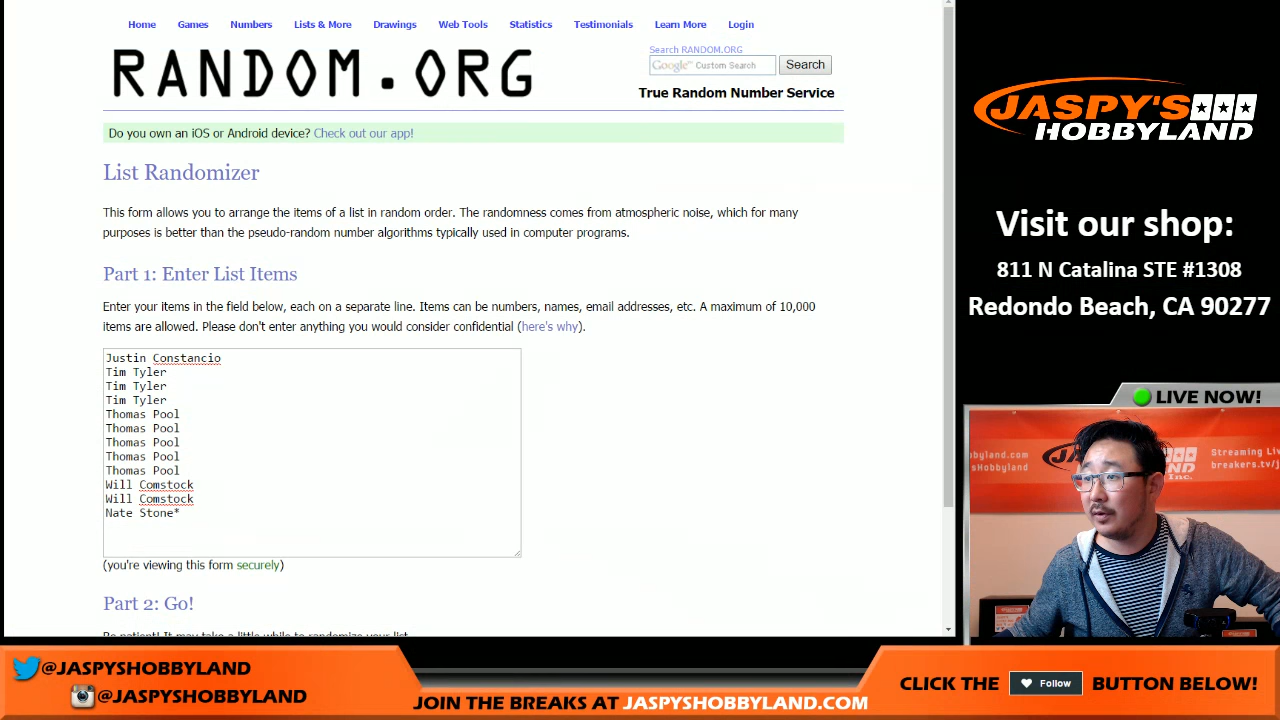 Home Games Numbers Lists & More Drawings Web Tools Statistics Testimonials Learn More Login
RANDOM.ORG
Search RANDOM.ORG
Google™ Custom Search
Search
True Random Number Service
Do you own an iOS or Android device? Check out our app!
List Randomizer
This form allows you to arrange the items of a list in random order. The randomness comes from atmospheric noise, which for many
purposes is better than the pseudo-random number algorithms typically used in computer programs.
Part 1: Enter List Items
Enter your items in the field below, each on a separate line. Items can be numbers, names, email addresses, etc. A maximum of 10,000
items are allowed. Please don't enter anything you would consider confidential (here's why).
Justin Constancio
Tim Tyler
Tim Tyler
Tim Tyler
Thomas Pool
Thomas Pool
Thomas Pool
Thomas Pool
Thomas Pool
Will Comstock
Will Comstock
Nate Stone*
(you're viewing this form securely)
Part 2: Go!
Be patient! It may take a little while to randomize your list
JASPY'S
HOBBYLAND
Visit our shop:
811 N Catalina STE #1308
Redondo Beach, CA 90277
LIVE NOW!
Streaming Liv
breakers.tv/j
Inc.
@JASPYSHOBBYLAND
@JASPYSHOBBYLAND
JOIN THE BREAKS AT JASPYSHOBBYLAND.COM
CLICK THE Follow BUTTON BELOW!